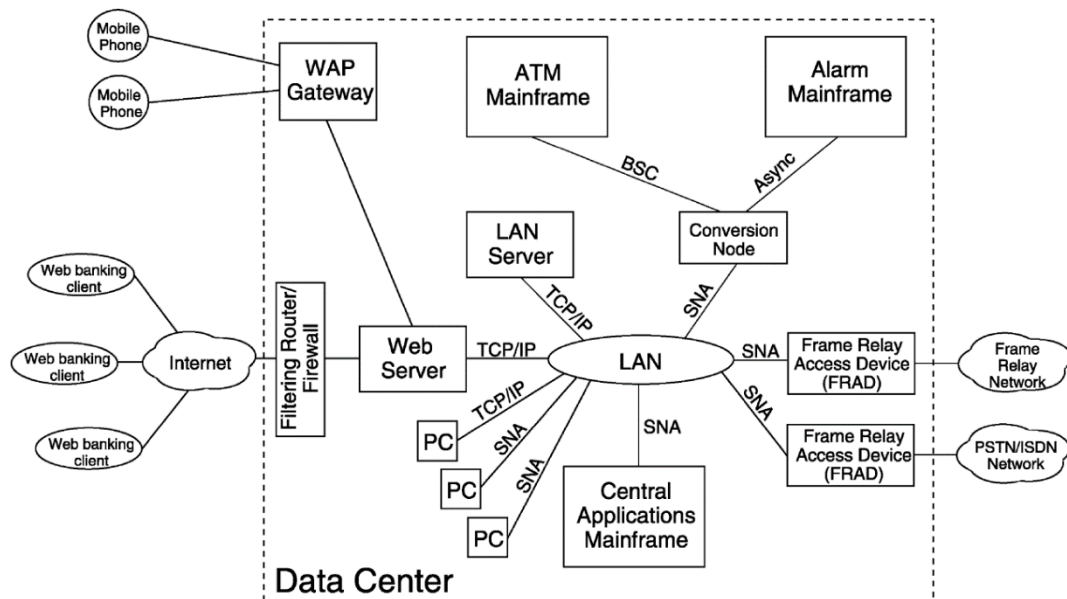 Mobile
Phone
Mobile
Phone
WAP
Gateway
ATM
Mainframe
Alarm
Mainframe
BSC
Async
LAN
Server
Conversion
Node
TCP/IP
SNA
Web banking
client
Web banking
client
Web banking
client
Internet
Filtering Router/
Firewall
Web
Server
TCP/IP
LAN
SNA
Frame Relay
Access Device
(FRAD)
Frame
Relay
Network
SNA
Frame Relay
Access Device
(FRAD)
PSTN/ISDN
Network
TCP/IP
SNA
SNA
PC
PC
PC
SNA
Central
Applications
Mainframe
Data Center